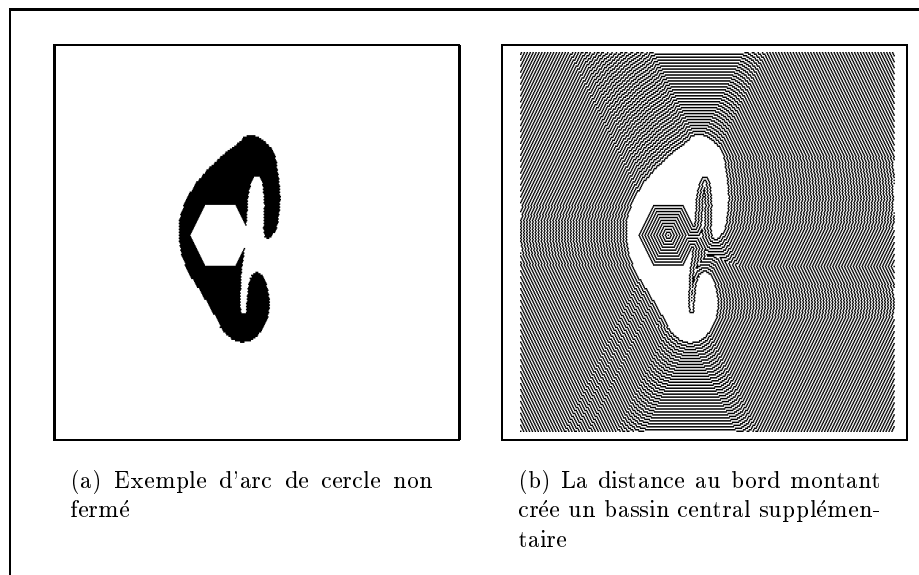 (a) Exemple d'arc de cercle non
fermé
(b) La distance au bord montant
crée un bassin central supplémen-
taire